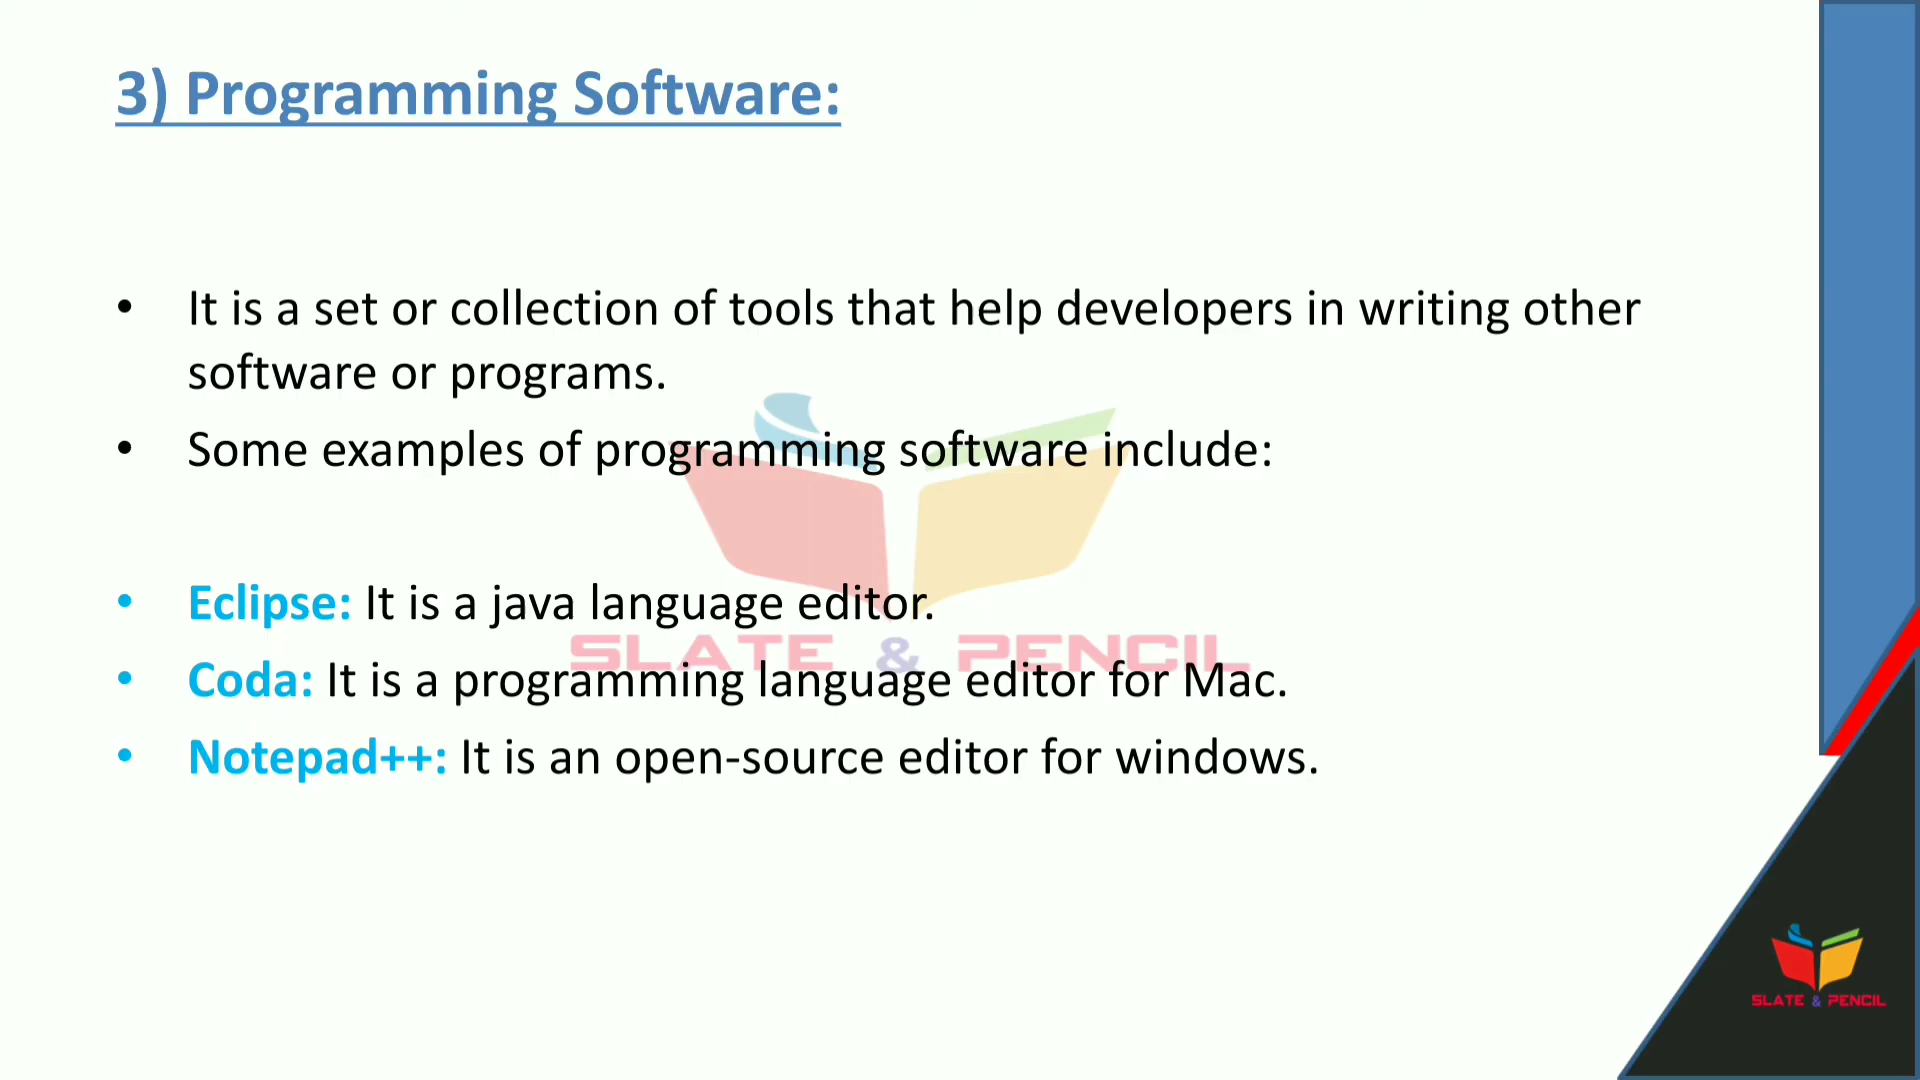 3) Programming Software:
• It is a set or collection of tools that help developers in writing other
software or programs.
• Some examples of programming software include:
• Eclipse: It is a java language editor.
SLATE & PENCIL
• Coda: It is a programming language editor for Mac.
• Notepad++: It is an open-source editor for windows.
SLATE & PENCIL